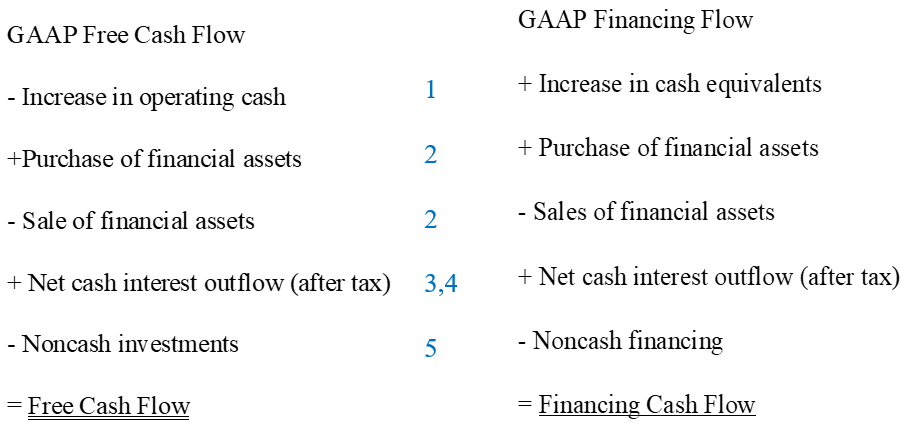 GAAP Free Cash Flow
- Increase in operating cash
+Purchase of financial assets
- Sale of financial assets
+ Net cash interest outflow (after tax)
- Noncash investments
= Free Cash Flow
1
2
2
3,4
5
GAAP Financing Flow
+ Increase in cash equivalents
+ Purchase of financial assets
- Sales of financial assets
+ Net cash interest outflow (after tax)
- Noncash financing
= Financing Cash Flow